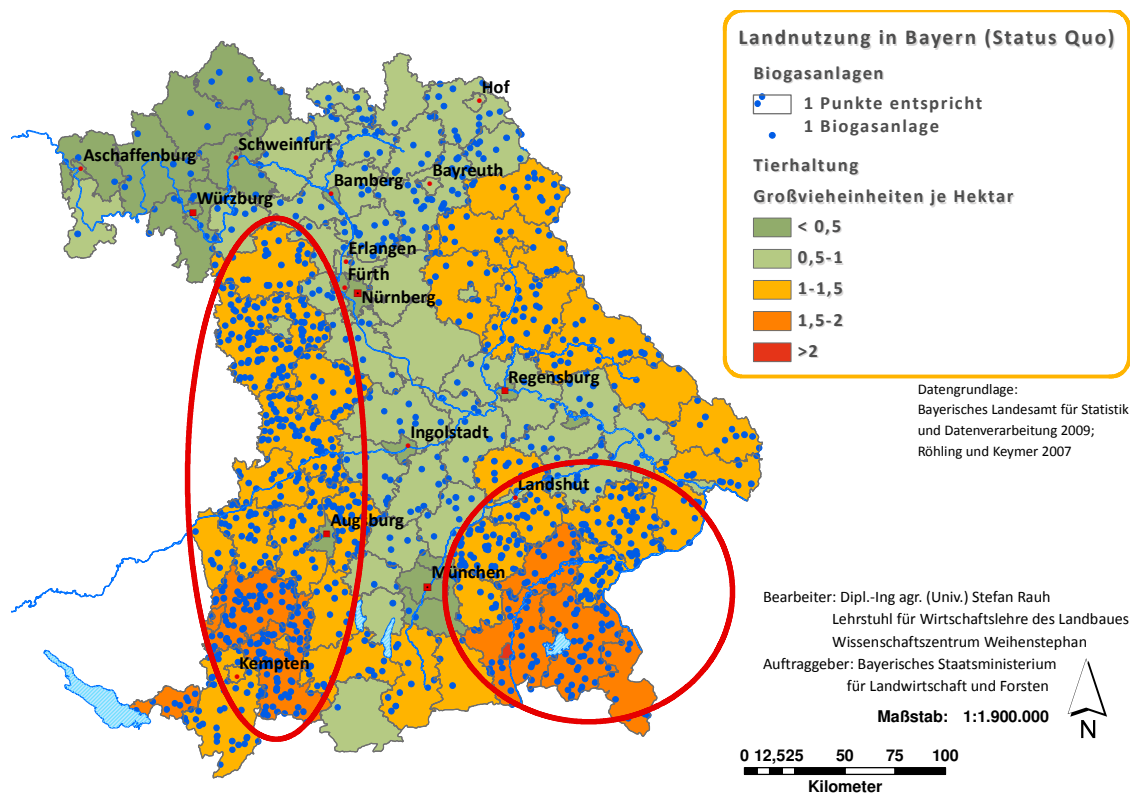 Landnutzung in Bayern (Status Quo)
Biogasanlagen
1 Punkte entspricht
1 Biogasanlage
Tierhaltung
Großvieheinheiten je Hektar
< 0,5
0,5-1
1-1,5
1,5-2
>2
Datengrundlage:
Bayerisches Landesamt für Statistik
und Datenverarbeitung 2009;
Röhling und Keymer 2007
Hof
Schweinfurt
Aschaffenburg
Bayreuth
Bamberg
Würzburg
Erlangen
Fürth
Nürnberg
Regensburg
Ingolstadt
Landshut
Augsburg
München
Kempten
Bearbeiter: Dipl.-Ing agr. (Univ.) Stefan Rauh
Lehrstuhl für Wirtschaftslehre des Landbaues
Wissenschaftszentrum Weihenstephan
Auftraggeber: Bayerisches Staatsministerium
für Landwirtschaft und Forsten
Maßstab: 1:1.900.000
N
0 12,525 50 75 100
Kilometer